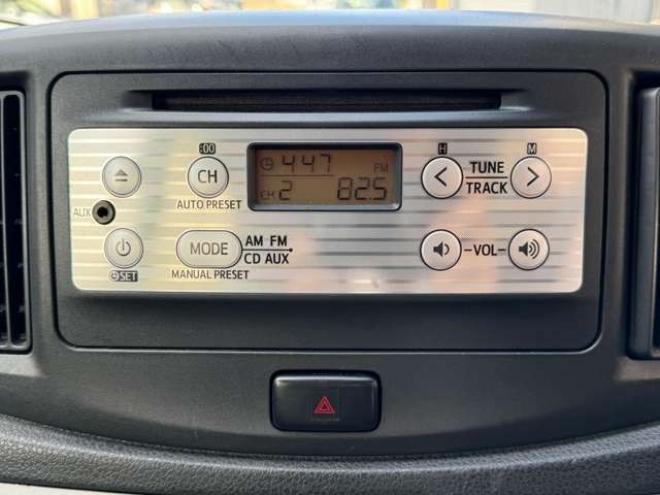 :00
H
M
CH
AUTO PRESET
4:47
FM
CH 2
82.5
TUNE
TRACK
AUX
MODE
AM FM
CD AUX
MANUAL PRESET
SET
-VOL-